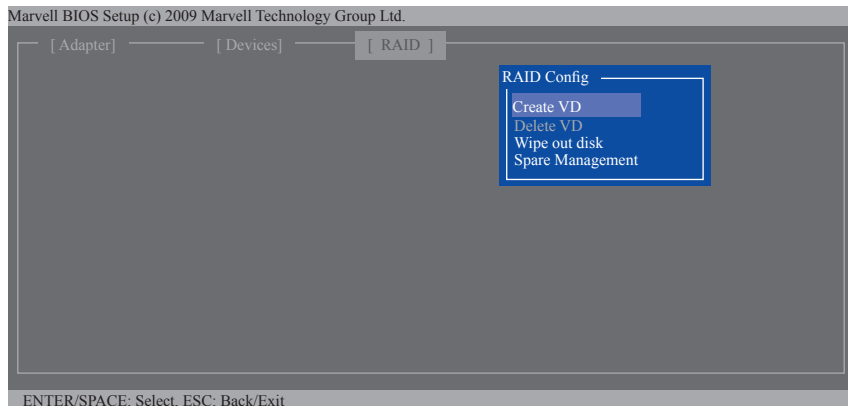 Marvell BIOS Setup (c) 2009 Marvell Technology Group Ltd.
[ Adapter] [ Devices] [ RAID ]
RAID Config
Create VD
Delete VD
Wipe out disk
Spare Management
ENTER/SPACE: Select, ESC: Back/Exit